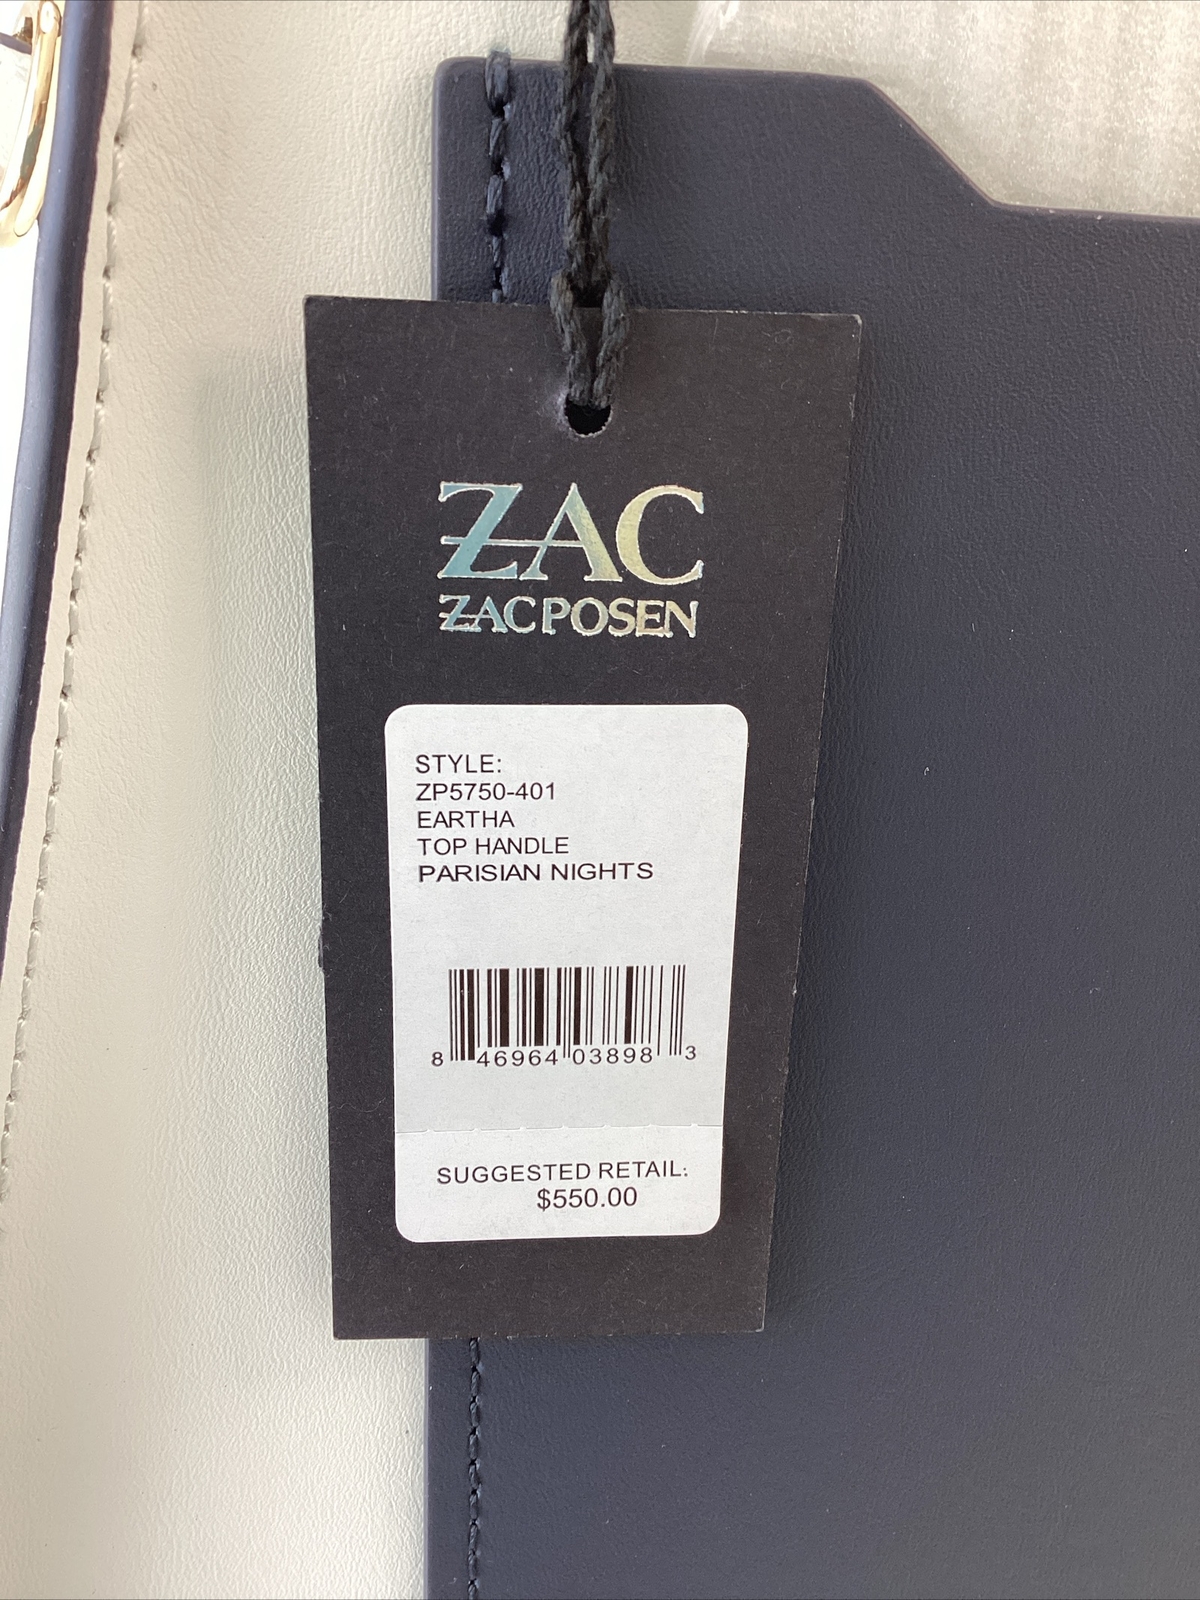 ZAC
ZAC POSEN
STYLE:
ZP5750-401
EARTHA
TOP HANDLE
PARISIAN NIGHTS
8 46964 03898 3
SUGGESTED RETAIL:
$550.00